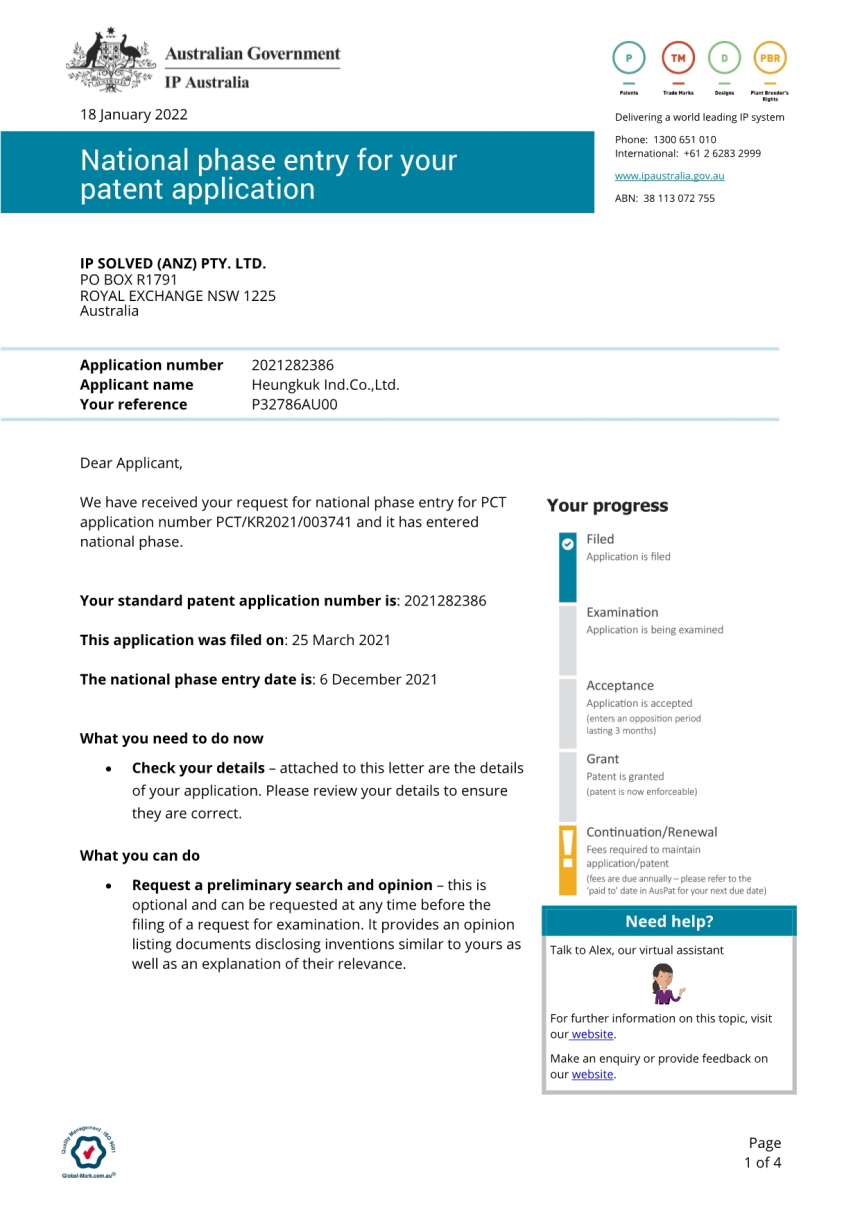 Australian Government
IP Australia
18 January 2022
National phase entry for your
patent application
P
TM
D
PBR
Patents
Trade Marks
Designs
Plant Breeder's
Rights
Delivering a world leading IP system
Phone: 1300 651 010
International: +61 2 6283 2999
www.ipaustralia.gov.au
ABN: 38 113 072 755
IP SOLVED (ANZ) PTY. LTD.
PO BOX R1791
ROYAL EXCHANGE NSW 1225
Australia
Application number 2021282386
Applicant name Heungkuk Ind.Co.,Ltd.
Your reference P32786AU00
Dear Applicant,
We have received your request for national phase entry for PCT
application number PCT/KR2021/003741 and it has entered
national phase.
Your standard patent application number is: 2021282386
This application was filed on: 25 March 2021
The national phase entry date is: 6 December 2021
What you need to do now
• Check your details – attached to this letter are the details
of your application. Please review your details to ensure
they are correct.
What you can do
• Request a preliminary search and opinion – this is
optional and can be requested at any time before the
filing of a request for examination. It provides an opinion
listing documents disclosing inventions similar to yours as
well as an explanation of their relevance.
Your progress
Filed
Application is filed
Examination
Application is being examined
Acceptance
Application is accepted
(enters an opposition period
lasting 3 months)
Grant
Patent is granted
(patent is now enforceable)
!
Continuation/Renewal
Fees required to maintain
application/patent
(fees are due annually – please refer to the
'paid to' date in AusPat for your next due date)
Need help?
Talk to Alex, our virtual assistant
For further information on this topic, visit
our website.
Make an enquiry or provide feedback on
our website.
Quality Management - ISO 9001
Global-Mark.com.au®
Page
1 of 4